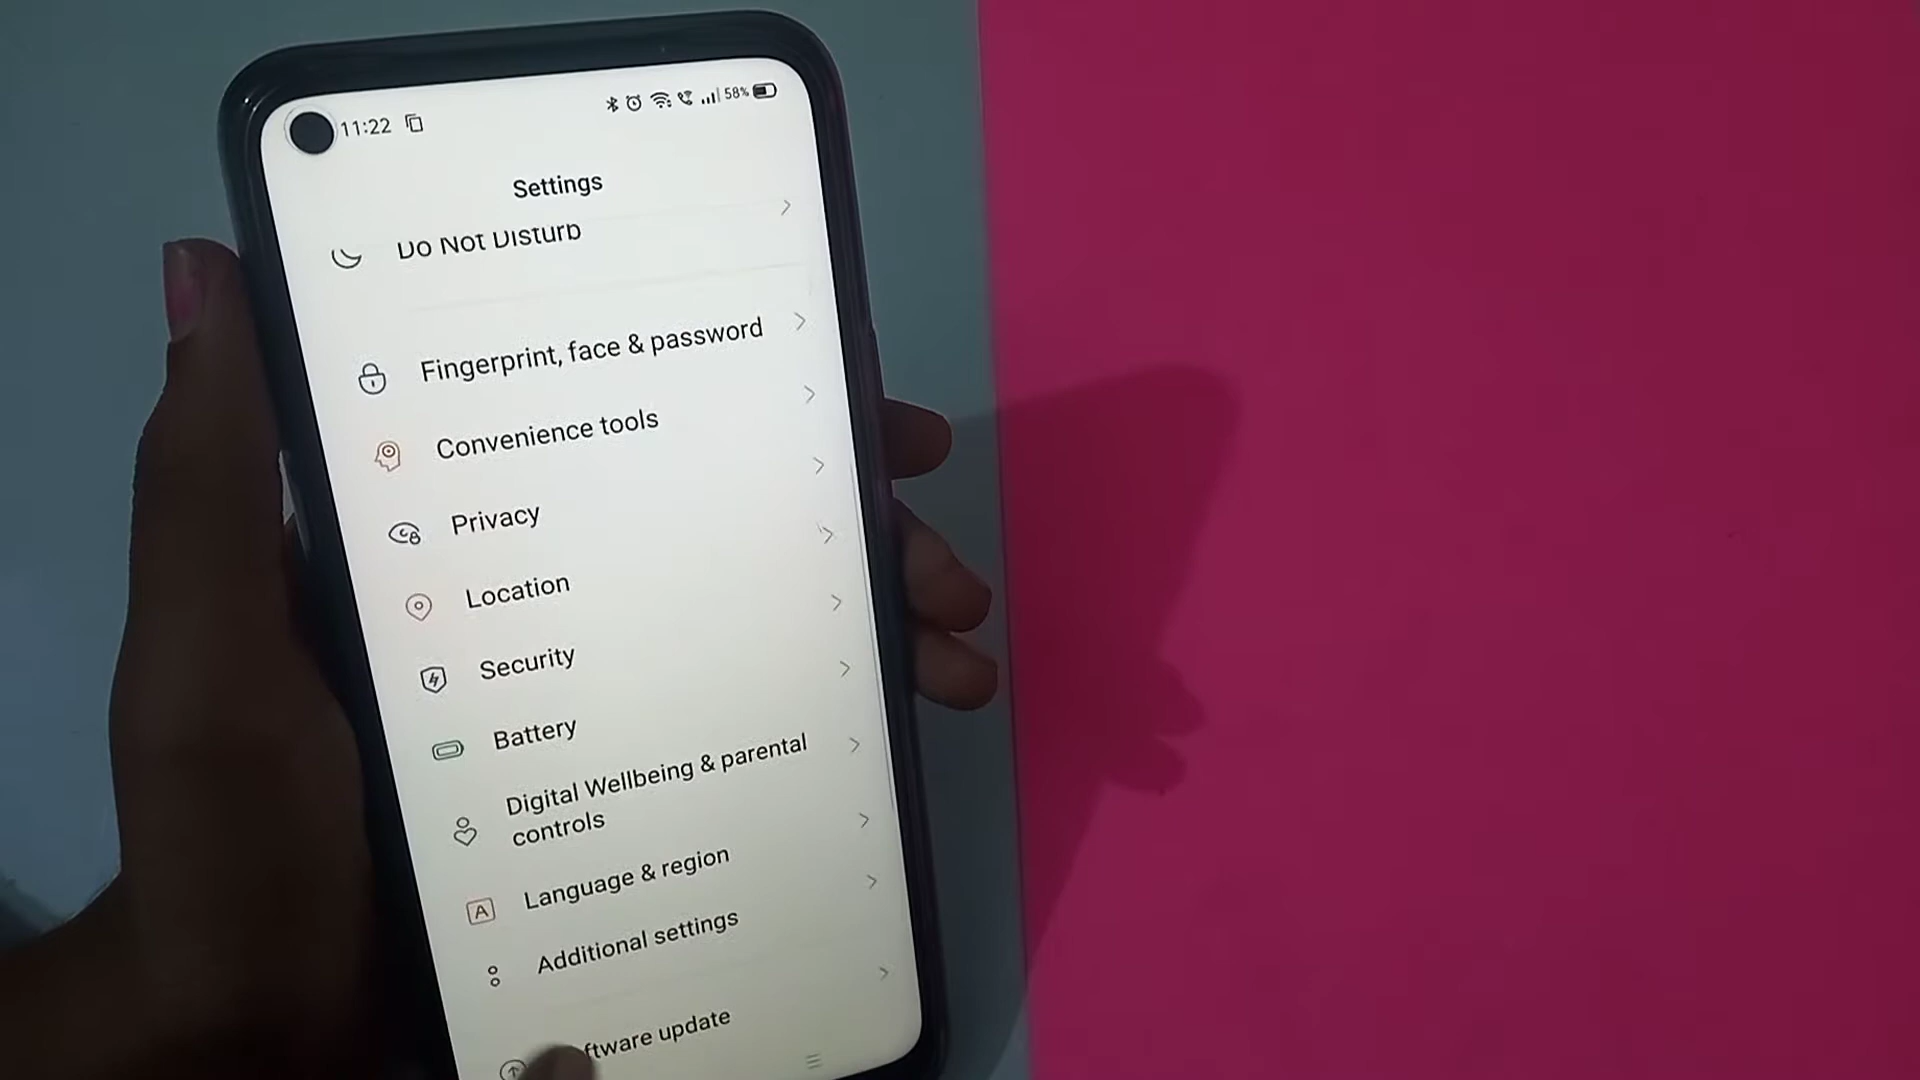 11:22
58%
Settings
Do Not Disturb
Fingerprint, face & password
Convenience tools
Privacy
Location
Security
Battery
Digital Wellbeing & parental
controls
A
Language & region
Additional settings
ftware update